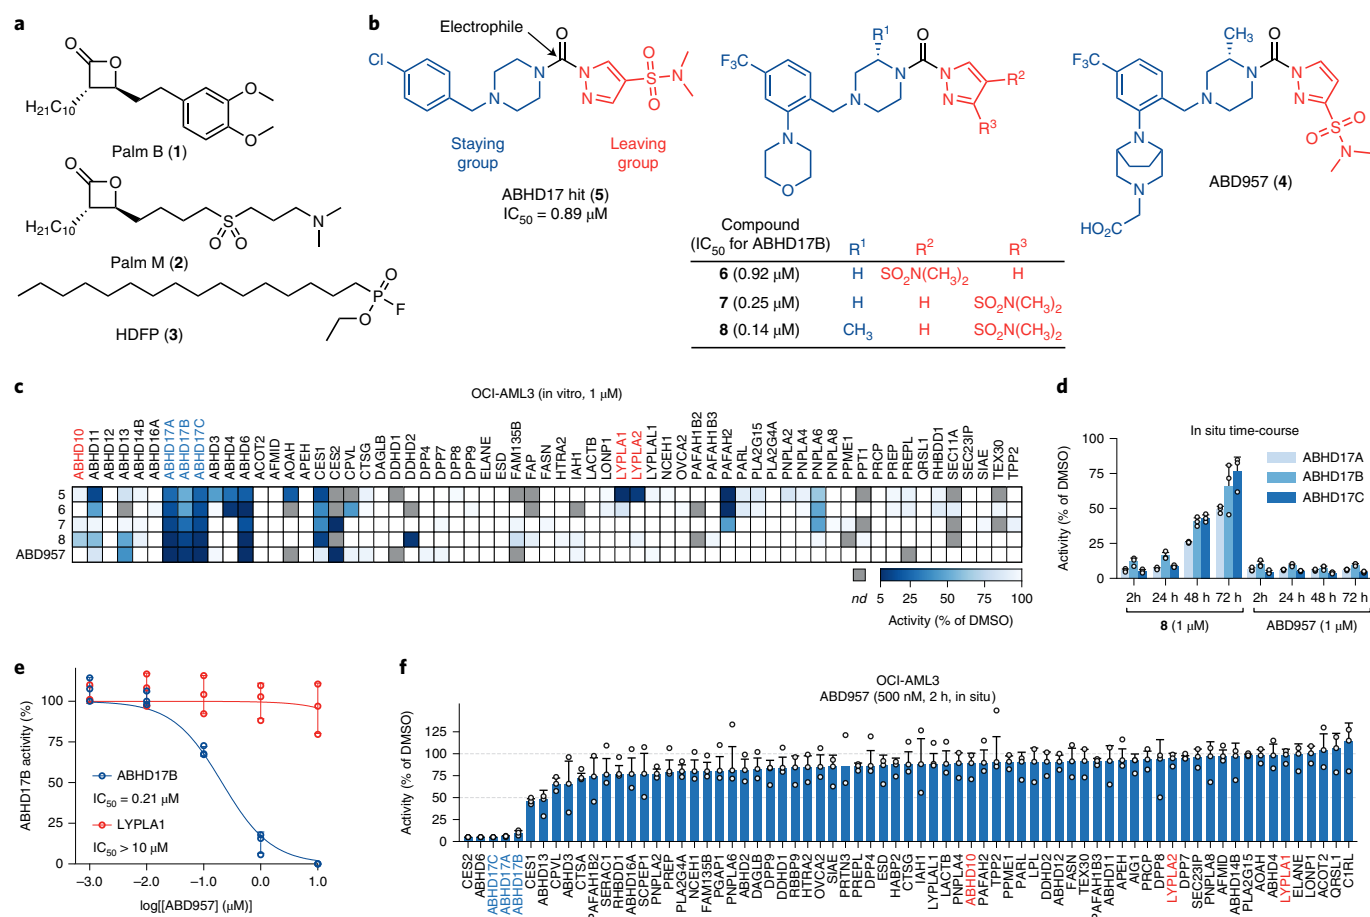 a
O
O
H21C10
O
O
Palm B (1)
O
O
H21C10
S
O O
N
Palm M (2)
O
P
F
O
HDFP (3)
b
Electrophile
Cl
N
N
O
N
N
O
S
O
N
Staying
group
Leaving
group
ABHD17 hit (5)
IC50 = 0.89 μM
F3C
R1
N
N
O
N
N
R2
R3
N
O
Compound
(IC50 for ABHD17B) R1 R2 R3
6 (0.92 μM) H SO2N(CH3)2 H
7 (0.25 μM) H H SO2N(CH3)2
8 (0.14 μM) CH3 H SO2N(CH3)2
F3C
CH3
N
N
O
N
N
O
S
O
N
N
N
HO2C
ABD957 (4)
c
OCI-AML3 (in vitro, 1 μM)
ABHD10
ABHD11
ABHD12
ABHD13
ABHD14B
ABHD16A
ABHD17A
ABHD17B
ABHD17C
ABHD3
ABHD4
ABHD6
ACOT2
AFMID
AOAH
APEH
CES1
CES2
CPVL
CTSG
DAGLB
DDHD1
DDHD2
DPP4
DPP7
DPP8
DPP9
ELANE
ESD
FAM135B
FAP
FASN
HTRA2
IAH1
LACTB
LONP1
LYPLA1
LYPLA2
LYPLAL1
NCEH1
OVCA2
PAFAH1B2
PAFAH1B3
PAFAH2
PARL
PLA2G15
PLA2G4A
PNPLA2
PNPLA4
PNPLA6
PNPLA8
PPME1
PPT1
PRCP
PREP
PREPL
QRSL1
RHBDD1
SEC11A
SEC23IP
SIAE
TEX30
TPP2
5
6
7
8
ABD957
nd
5 25 50 75 100
Activity (% of DMSO)
d
In situ time-course
Activity (% of DMSO)
100
75
50
25
0
ABHD17A
ABHD17B
ABHD17C
2h 24 h 48 h 72 h 2h 24 h 48 h 72 h
8 (1 μM) ABD957 (1 μM)
e
ABHD17B activity (%)
100
75
50
25
0
ABHD17B
IC50 = 0.21 μM
LYPLA1
IC50 > 10 μM
−3.0 −2.0 −1.0 0.0 1.0
log[[ABD957] (μM)]
f
OCI-AML3
ABD957 (500 nM, 2 h, in situ)
Activity (% of DMSO)
125
100
75
50
25
0
CES2
ABHD6
ABHD17C
ABHD17A
ABHD17B
CES1
ABHD13
CPVL
ABHD3
CTSA
PAFAH1B2
SERAC1
RHBDD1
ABHD16A
SCPEP1
PNPLA2
PREP
PLA2G4A
NCEH1
FAM135B
PGAP1
PNPLA6
ABHD2
DAGLB
DPP9
DDHD1
RBBP9
HTRA2
OVCA2
SIAE
PRTN3
PREPL
DPP4
ESD
HABP2
CTSG
IAH1
LYPLAL1
LACTB
PNPLA4
ABHD10
PAFAH2
TPP2
PPME1
PARL
LPL
DDHD2
ABHD12
FASN
TEX30
PAFAH1B3
ABHD11
APEH
AIG1
PRCP
DPP8
LYPLA2
DPP7
SEC23IP
PNPLA8
AFMID
ABHD14B
PLA2G15
AOAH
ABHD4
LYPLA1
ELANE
LONP1
ACOT2
QRSL1
C1RL